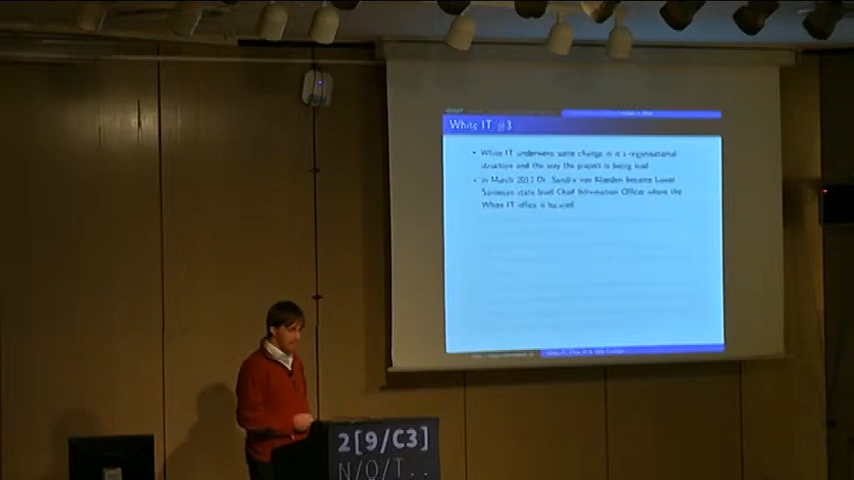 White IT #3
• White IT underwent some change in it's organisational
structure and the way the project is being lead
• in March 2012 Dr. Sandra von Klaeden became Lower
Saxonian state level Chief Information Officer where the
White IT office is located
2[9/C3]
N/O/T...